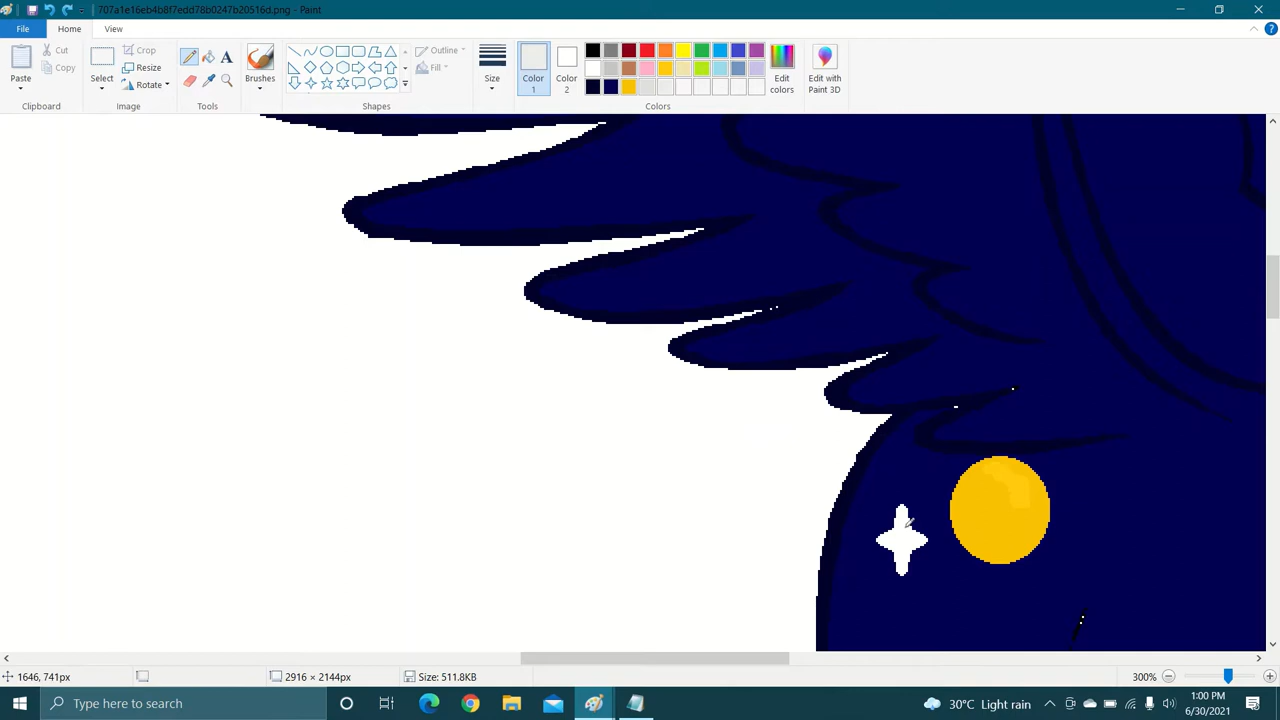 707a1e16eb4b8f7edd78b0247b20516d.png - Paint
File
Home
View
Paste
Cut
Copy
Clipboard
Select
Crop
Resize
Rotate
Image
Tools
Brushes
Shapes
Outline
Fill
Size
Color 1
Color 2
Edit colors
Colors
Edit with Paint 3D
1646, 741px
2916 × 2144px
Size: 511.8KB
300%
Type here to search
30°C Light rain
1:00 PM
6/30/2021